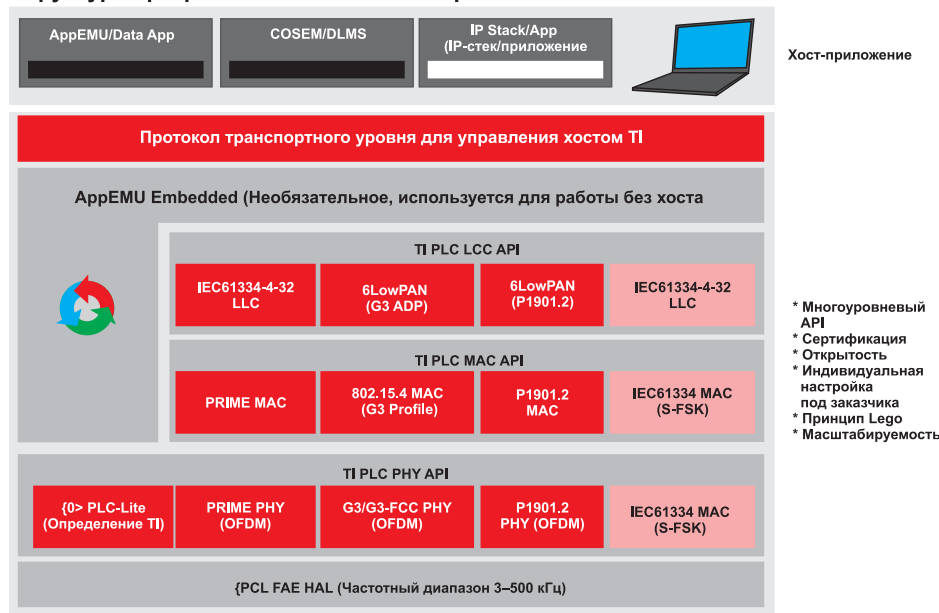 AppEMU/Data App
COSEM/DLMS
IP Stack/App
(IP-стек/приложение
Хост-приложение
Протокол транспортного уровня для управления хостом TI
AppEMU Embedded (Необязательное, используется для работы без хоста
TI PLC LCC API
IEC61334-4-32
LLC
6LowPAN
(G3 ADP)
6LowPAN
(P1901.2)
IEC61334-4-32
LLC
TI PLC MAC API
PRIME MAC
802.15.4 MAC
(G3 Profile)
P1901.2
MAC
IEC61334 MAC
(S-FSK)
* Многоуровневый
API
* Сертификация
* Открытость
* Индивидуальная
настройка
под заказчика
* Принцип Lego
* Масштабируемость
TI PLC PHY API
{0> PLC-Lite
(Определение TI)
PRIME PHY
(OFDM)
G3/G3-FCC PHY
(OFDM)
P1901.2
PHY (OFDM)
IEC61334 MAC
(S-FSK)
{PCL FAE HAL (Частотный диапазон 3–500 кГц)